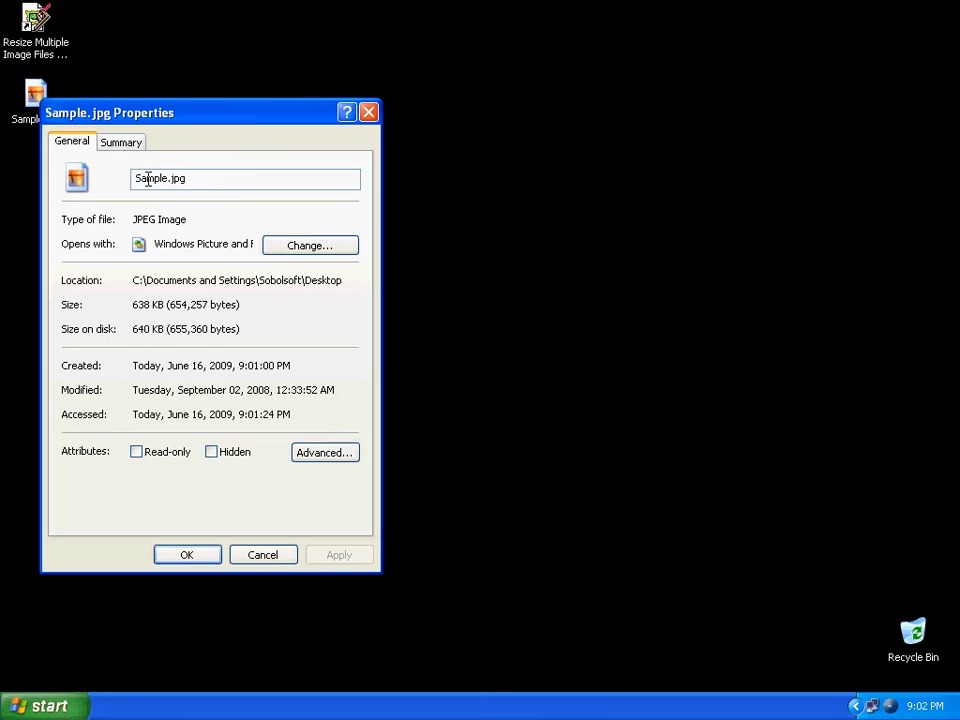 Resize Multiple
Image Files ...
Sample.jpg Properties
General
Summary
Sample.jpg
Type of file: JPEG Image
Opens with: Windows Picture and F
Change...
Location: C:\Documents and Settings\Sobolsoft\Desktop
Size: 638 KB (654,257 bytes)
Size on disk: 640 KB (655,360 bytes)
Created: Today, June 16, 2009, 9:01:00 PM
Modified: Tuesday, September 02, 2008, 12:33:52 AM
Accessed: Today, June 16, 2009, 9:01:24 PM
Attributes: Read-only Hidden Advanced...
OK Cancel Apply
Recycle Bin
start
9:02 PM